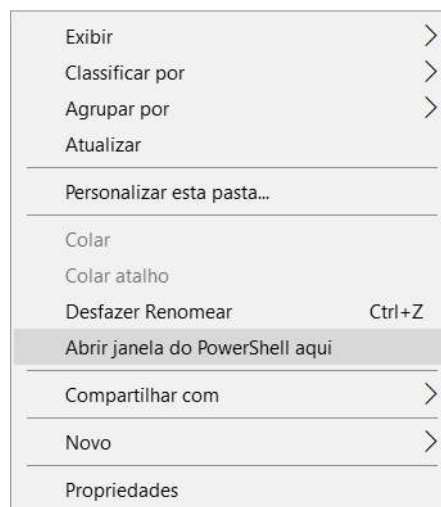 Exibir
Classificar por
Agrupar por
Atualizar
Personalizar esta pasta...
Colar
Colar atalho
Desfazer Renomear Ctrl+Z
Abrir janela do PowerShell aqui
Compartilhar com
Novo
Propriedades